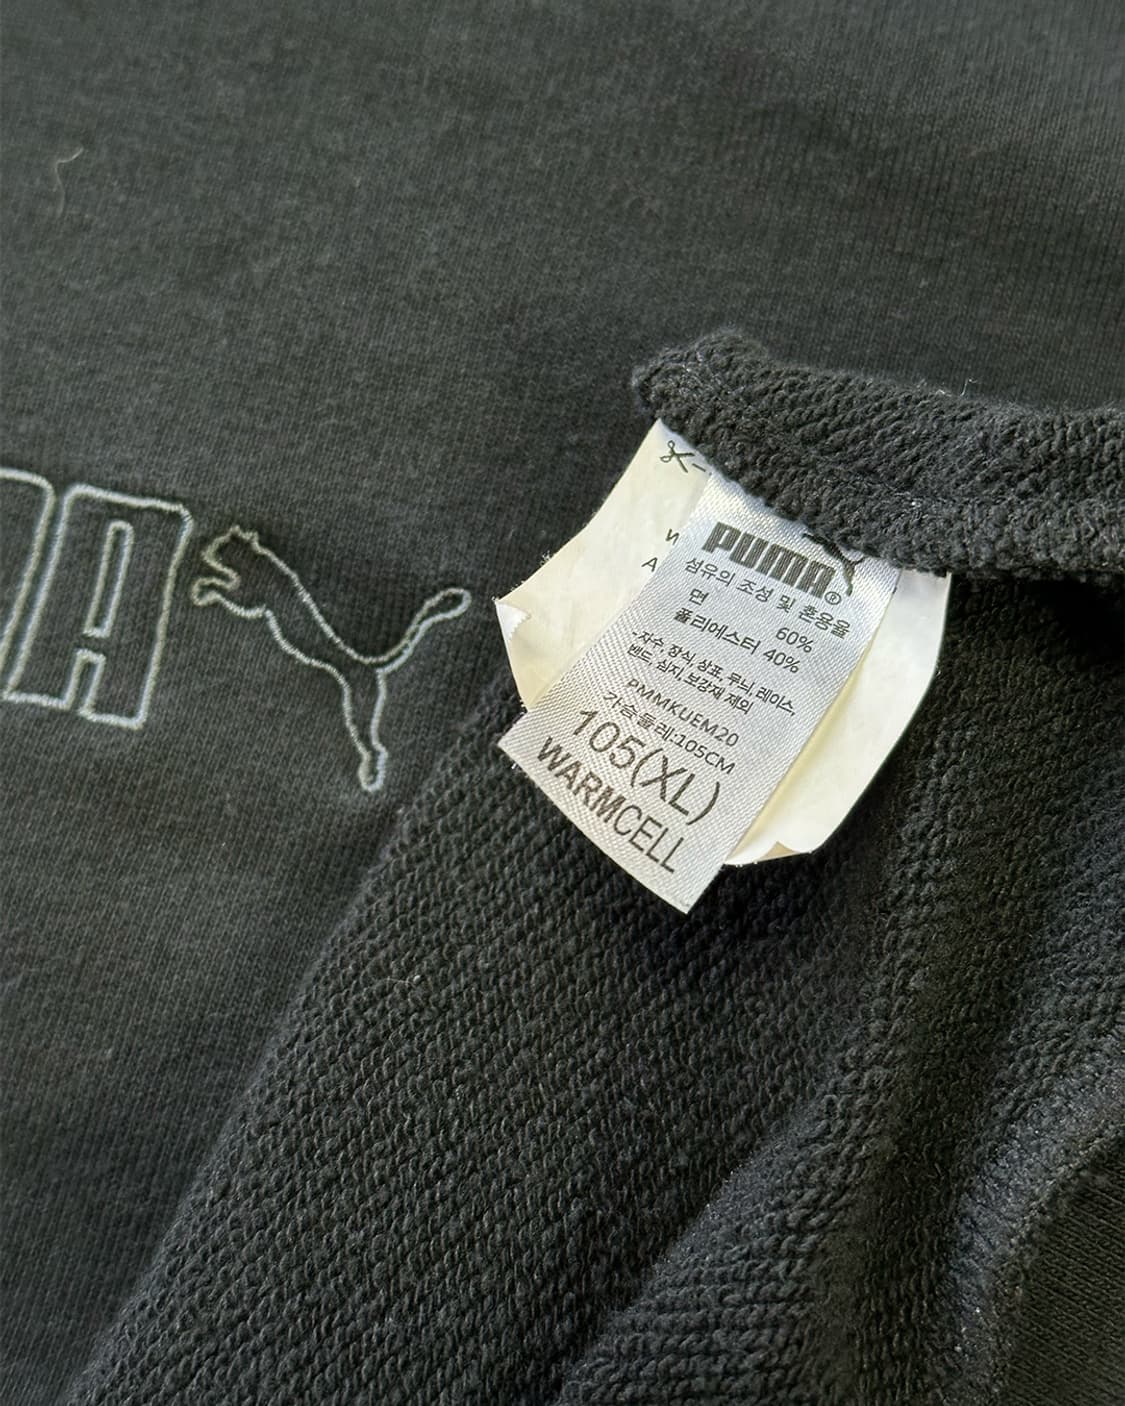 MA
W
A
PUMA®
섬유의 조성 및 혼용율
면 60%
폴리에스터 40%
-자수, 장식, 상표, 무늬, 레이스,
밴드, 심지, 보강재 제외
PMMKUEM20
가슴둘레:105CM
105(XL)
WARMCELL